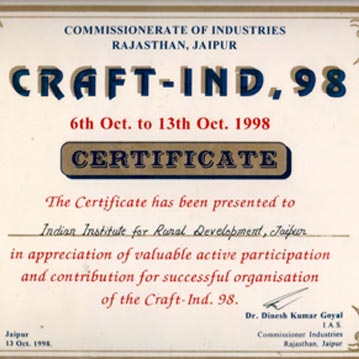 COMMISSIONERATE OF INDUSTRIES
RAJASTHAN, JAIPUR
CRAFT-IND, 98
6th Oct. to 13th Oct. 1998
CERTIFICATE
The Certificate has been presented to
Indian Institute for Rural Development, Jaipur
in appreciation of valuable active participation
and contribution for successful organisation
of the Craft-Ind. 98.
Dr. Dinesh Kumar Goyal
I.A.S.
Jaipur Commissioner Industries
13 Oct. 1998. Rajasthan, Jaipur